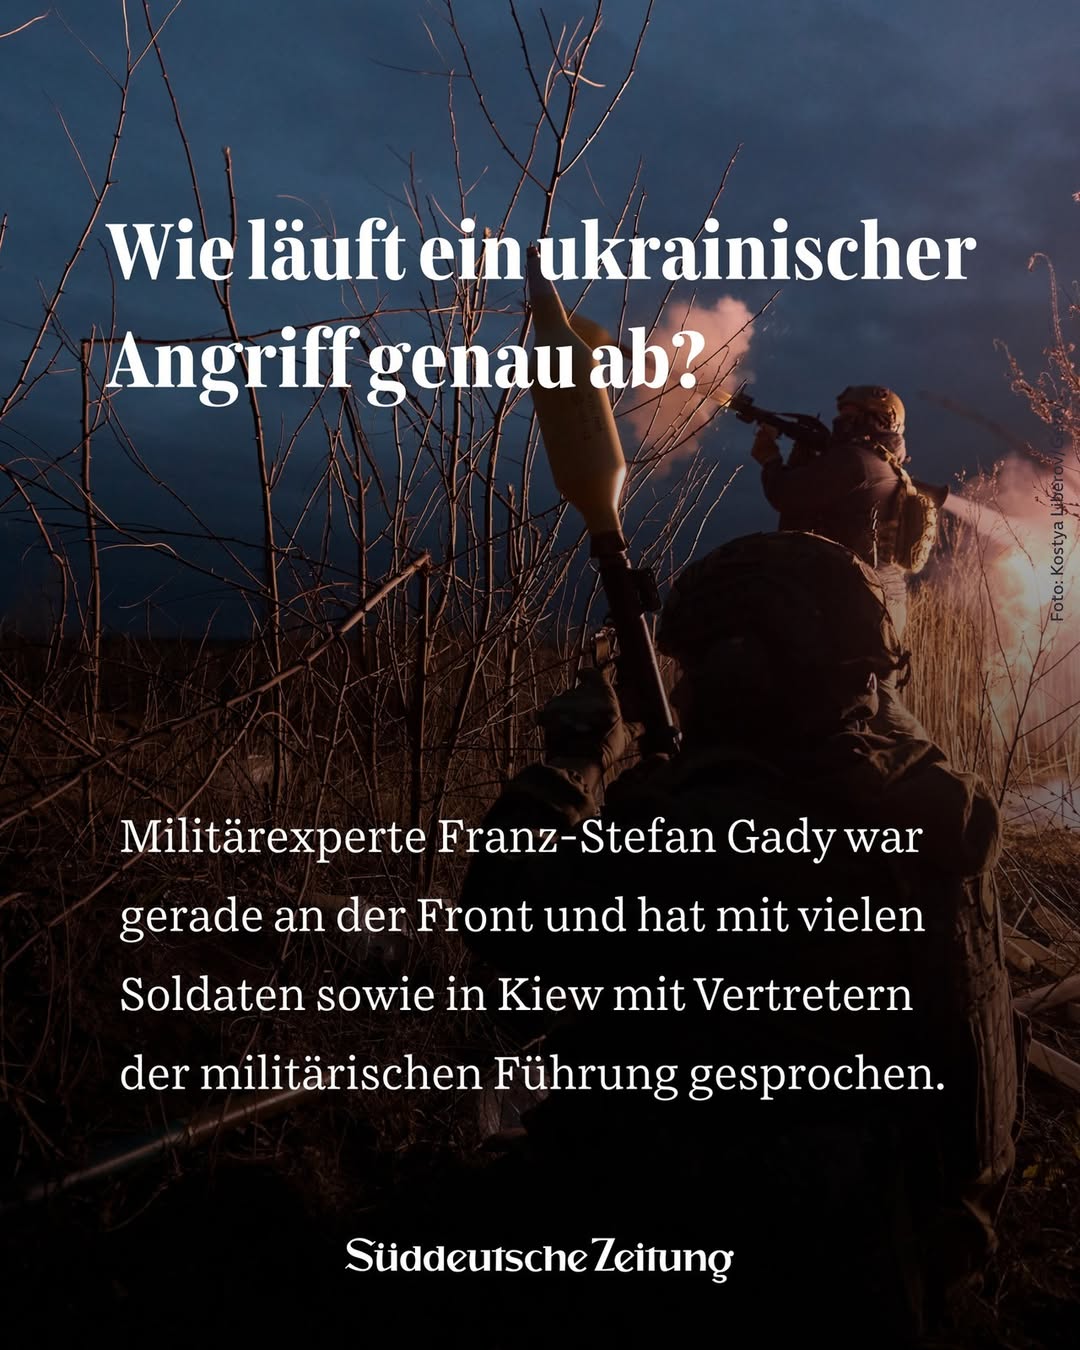 Wie läuft ein ukrainischer
Angriff genau ab?
Foto: Kostya Liberov/
Militärexperte Franz-Stefan Gady war
gerade an der Front und hat mit vielen
Soldaten sowie in Kiew mit Vertretern
der militärischen Führung gesprochen.
Süddeutsche Zeitung